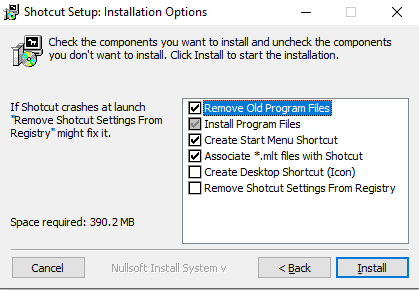 Shotcut Setup: Installation Options
Check the components you want to install and uncheck the components
you don't want to install. Click Install to start the installation.
If Shotcut crashes at launch
"Remove Shotcut Settings From
Registry" might fix it.
Remove Old Program Files
Install Program Files
Create Start Menu Shortcut
Associate *.mlt files with Shotcut
Create Desktop Shortcut (Icon)
Remove Shotcut Settings From Registry
Space required: 390.2 MB
Cancel
Nullsoft Install System v
< Back
Install